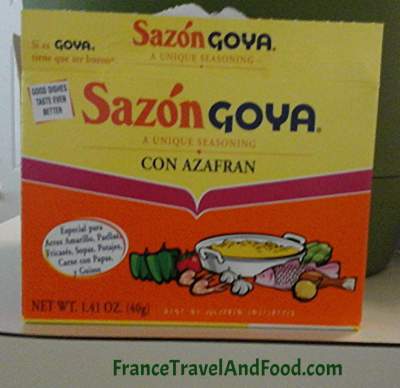 Si es GOYA,
tiene que ser bueno
Sazón GOYA®
A UNIQUE SEASONING
GOOD DISHES
TASTE EVEN
BETTER
Sazón GOYA®
A UNIQUE SEASONING
CON AZAFRAN
Especial para
Arroz Amarillo, Paellas,
Fricasés, Sopas, Potajes,
Carne con Papas,
y Guisos
NET WT. 1.41 OZ. (40g)
FranceTravelAndFood.com